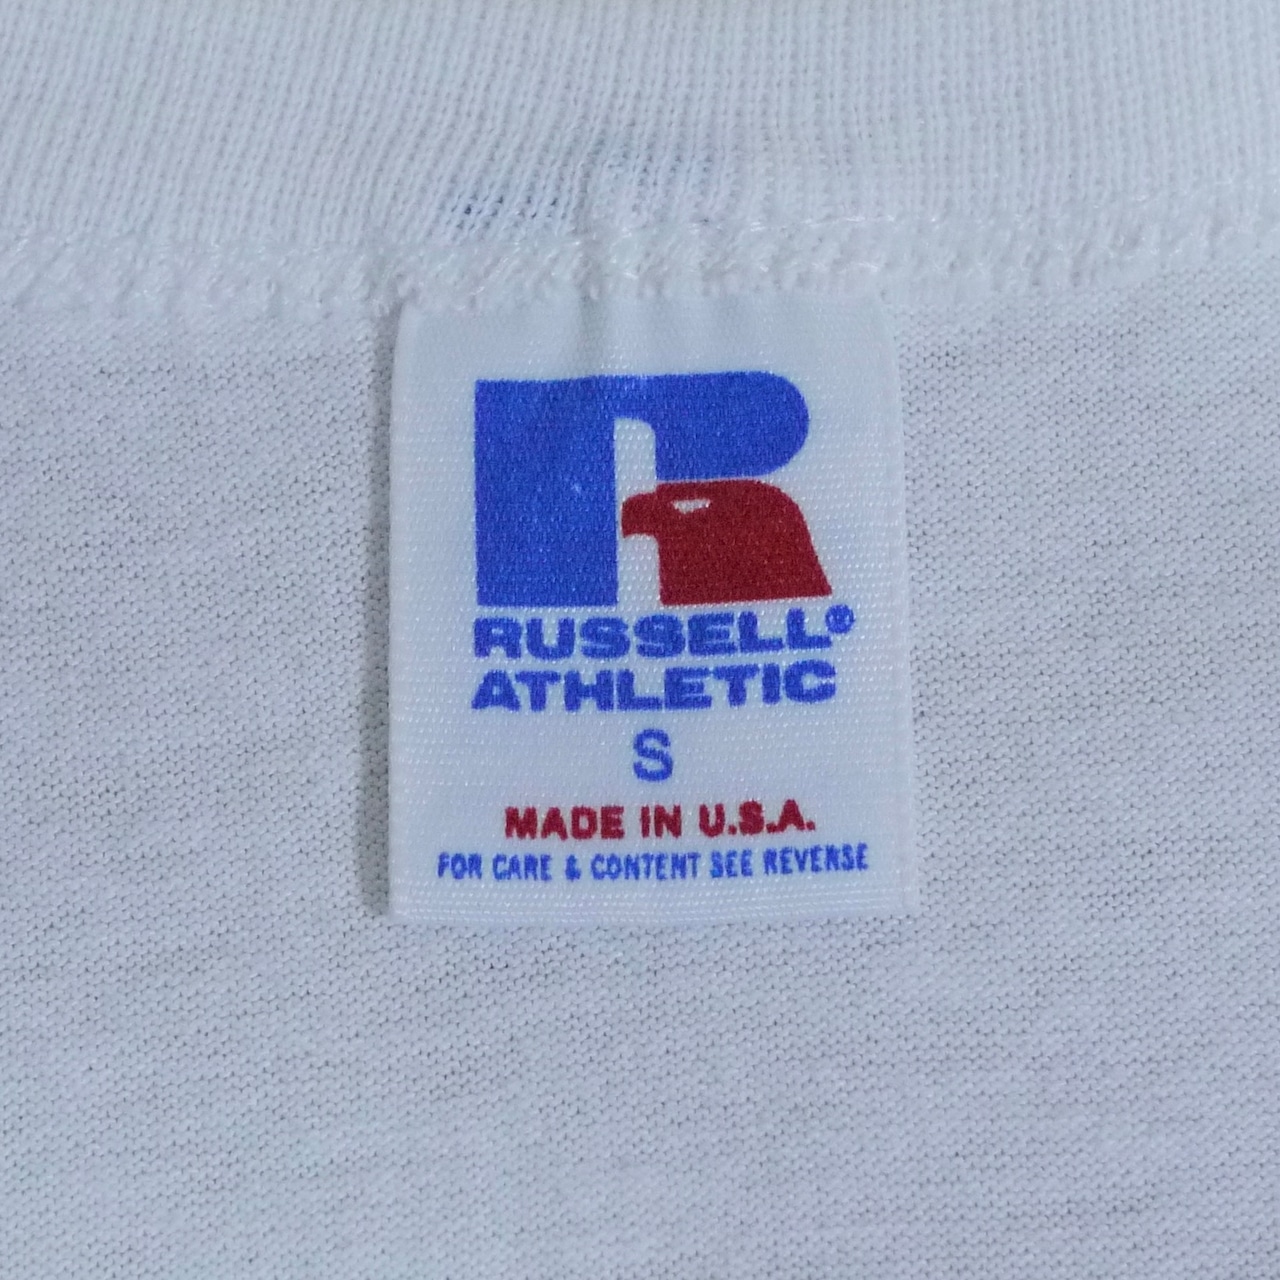 RUSSELL®
ATHLETIC
S
MADE IN U.S.A.
FOR CARE & CONTENT SEE REVERSE